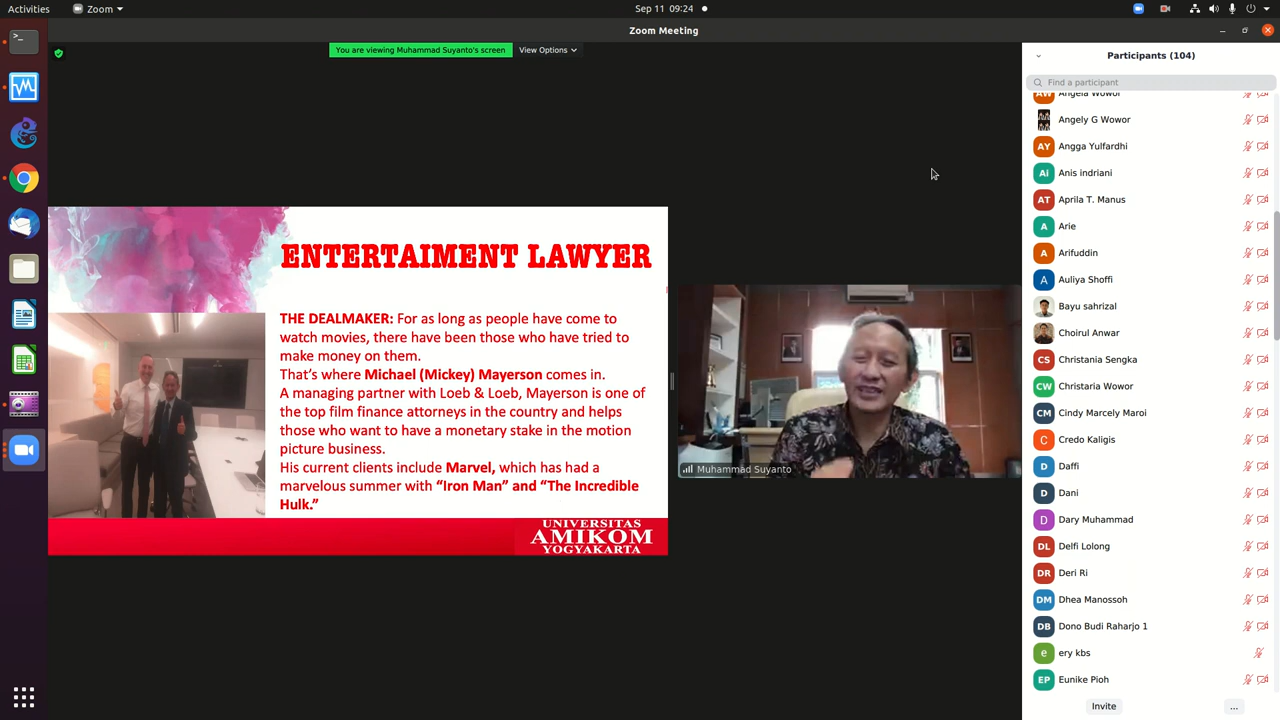 Activities
Zoom
Sep 11 09:24
Zoom Meeting
You are viewing Muhammad Suyanto's screen
View Options
ENTERTAIMENT LAWYER
THE DEALMAKER: For as long as people have come to
watch movies, there have been those who have tried to
make money on them.
That's where Michael (Mickey) Mayerson comes in.
A managing partner with Loeb & Loeb, Mayerson is one of
the top film finance attorneys in the country and helps
those who want to have a monetary stake in the motion
picture business.
His current clients include Marvel, which has had a
marvelous summer with “Iron Man” and “The Incredible
Hulk.”
UNIVERSITAS
AMIKOM
YOGYAKARTA
Muhammad Suyanto
Participants (104)
Find a participant
AW Angela Wowor
Angely G Wowor
AY Angga Yulfardhi
Ai Anis indriani
AT Aprila T. Manus
A Arie
A Arifuddin
A Auliya Shoffi
Bayu sahrizal
Choirul Anwar
CS Christania Sengka
CW Christaria Wowor
CM Cindy Marcely Maroi
C Credo Kaligis
D Daffi
D Dani
D Dary Muhammad
DL Delfi Lolong
DR Deri Ri
DM Dhea Manossoh
DB Dono Budi Raharjo 1
e ery kbs
EP Eunike Pioh
Invite
...